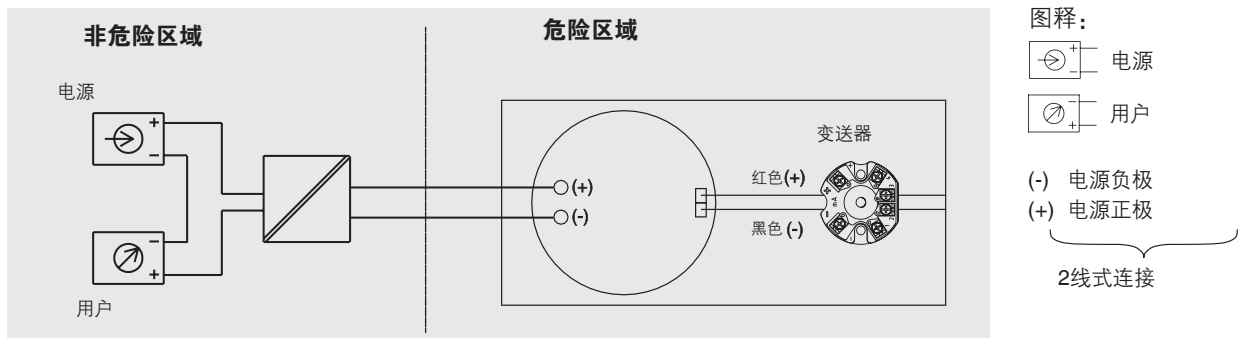 非危险区域
危险区域
电源
+
−
−
+
用户
(+)
(-)
变送器
红色(+)
黑色(-)
mA
图释:
+
−
电源
−
+
用户
(-) 电源负极
(+) 电源正极
2线式连接